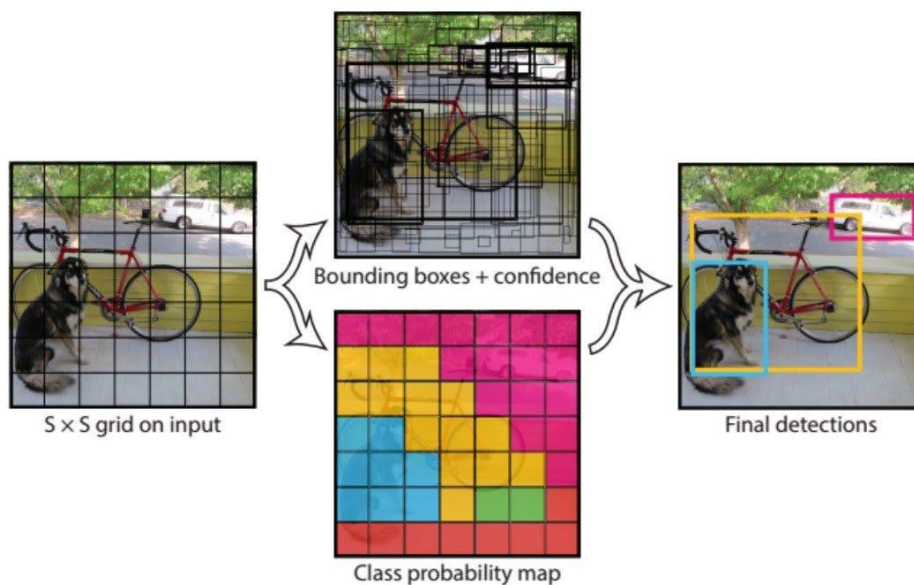 Bounding boxes + confidence
S × S grid on input
Final detections
Class probability map